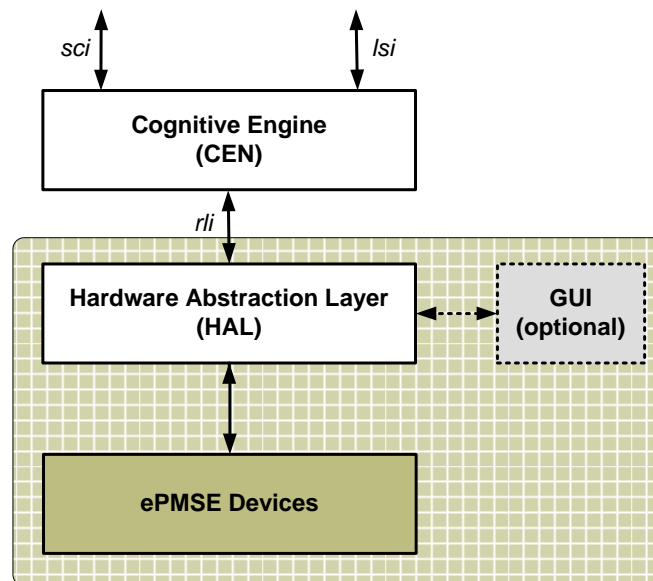 sci
lsi
Cognitive Engine
(CEN)
rli
Hardware Abstraction Layer
(HAL)
GUI
(optional)
ePMSE Devices